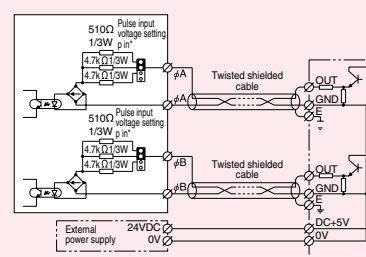 510Ω
1/3W
Pulse input
voltage setting
p in*
4.7kΩ1/3W
4.7kΩ1/3W
ϕA
ϕA
Twisted shielded
cable
OUT
GND
E
510Ω
1/3W
Pulse input
voltage setting
p in*
4.7kΩ1/3W
4.7kΩ1/3W
ϕB
ϕB
Twisted shielded
cable
OUT
GND
E
External
power supply
24VDC
0V
DC+5V
0V